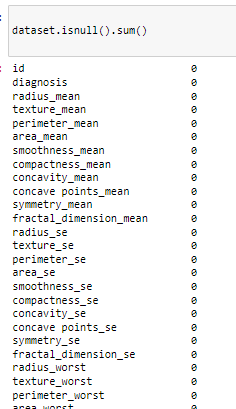 dataset.isnull().sum()
id 0
diagnosis 0
radius_mean 0
texture_mean 0
perimeter_mean 0
area_mean 0
smoothness_mean 0
compactness_mean 0
concavity_mean 0
concave points_mean 0
symmetry_mean 0
fractal_dimension_mean 0
radius_se 0
texture_se 0
perimeter_se 0
area_se 0
smoothness_se 0
compactness_se 0
concavity_se 0
concave points_se 0
symmetry_se 0
fractal_dimension_se 0
radius_worst 0
texture_worst 0
perimeter_worst 0
area_worst 0